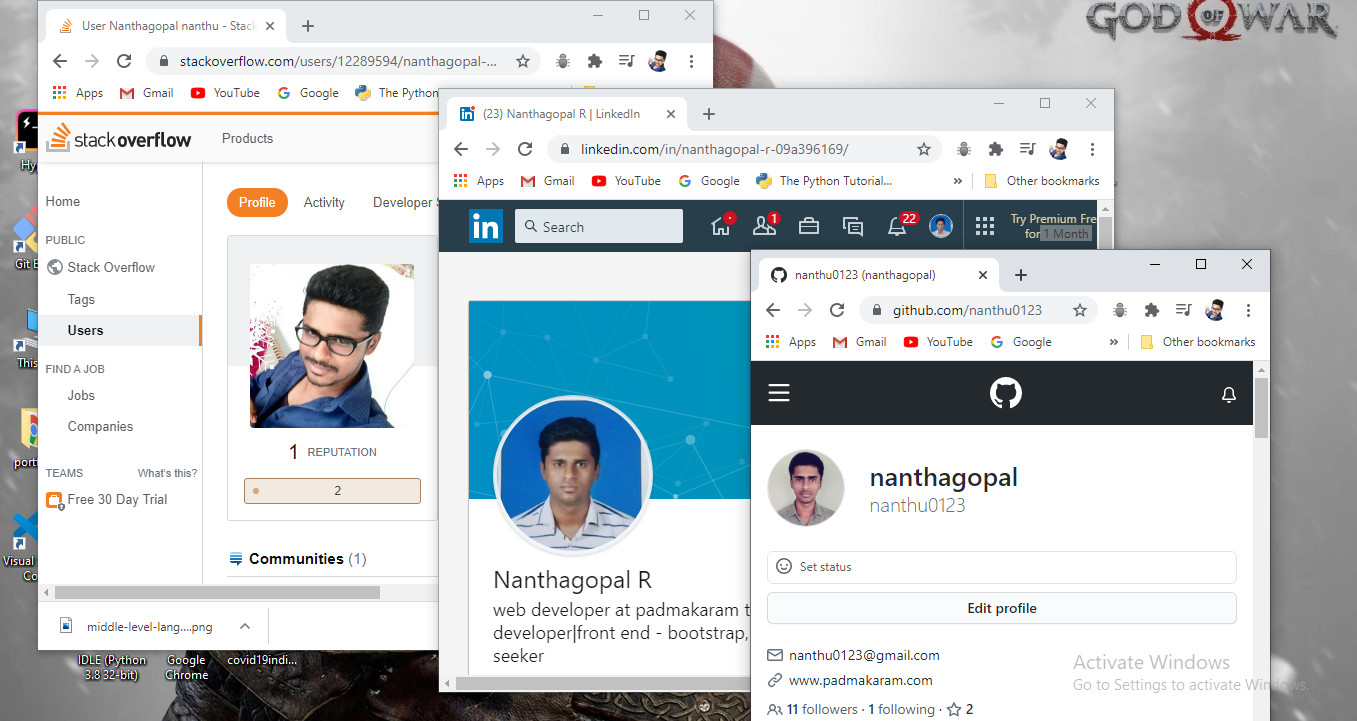 GOD OF WAR
User Nanthagopal nanthu - Stack
stackoverflow.com/users/12289594/nanthagopal-...
Apps
Gmail
YouTube
Google
The Python
stackoverflow
Products
Home
PUBLIC
Stack Overflow
Tags
Users
FIND A JOB
Jobs
Companies
TEAMS What's this?
Free 30 Day Trial
Profile Activity Developer S
1 REPUTATION
2
Communities (1)
middle-level-lang....png
(23) Nanthagopal R | LinkedIn
linkedin.com/in/nanthagopal-r-09a396169/
Apps
Gmail
YouTube
Google
The Python Tutorial...
»
Other bookmarks
in
Search
1
22
Try Premium Free
for 1 Month
Nanthagopal R
web developer at padmakaram t
developer|front end - bootstrap,
seeker
nanthu0123 (nanthagopal)
github.com/nanthu0123
Apps
Gmail
YouTube
Google
»
Other bookmarks
nanthagopal
nanthu0123
Set status
Edit profile
nanthu0123@gmail.com
www.padmakaram.com
11 followers · 1 following · 2
Activate Windows
Go to Settings to activate Windows.
Hy
Git B
This
port
Visual
Co
IDLE (Python
3.8 32-bit)
Google
Chrome
covid19indi...